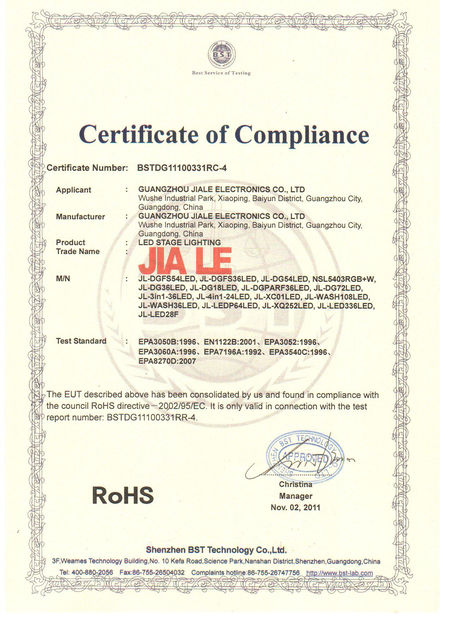 BST
Best Service of Testing
Certificate of Compliance
Certificate Number: BSTDG11100331RC-4
Applicant : GUANGZHOU JIALE ELECTRONICS CO., LTD
Wushe Industrial Park, Xiaoping, Baiyun District, Guangzhou City,
Guangdong, China
Manufacturer : GUANGZHOU JIALE ELECTRONICS CO., LTD
Wushe Industrial Park, Xiaoping, Baiyun District, Guangzhou City,
Guangdong, China
Product : LED STAGE LIGHTING
Trade Name : JIA LE
M/N : JL-DGFS54LED, JL-DGFS36LED, JL-DG54LED, NSL5403RGB+W,
JL-DG36LED, JL-DG18LED, JL-DGPARF36LED, JL-DG72LED,
JL-3in1-36LED, JL-4in1-24LED, JL-XC01LED, JL-WASH108LED,
JL-WASH36LED, JL-LEDP64LED, JL-XQ252LED, JL-LED336LED,
JL-LED28F
Test Standard : EPA3050B:1996, EN1122B:2001, EPA3052:1996,
EPA3060A:1996, EPA7196A:1992, EPA3540C:1996,
EPA8270D:2007
The EUT described above has been consolidated by us and found in compliance with
the council RoHS directive－2002/95/EC. It is only valid in connection with the test
report number: BSTDG11100331RR-4.
BST TECHNOLOGY
APPROVED
RoHS
Christina
Manager
Nov. 02, 2011
Shenzhen BST Technology Co.,Ltd.
3F,Weames Technology Building,No. 10 Kefa Road,Science Park,Nanshan District,Shenzhen,Guangdong,China
Tel: 400-880-2056 Fax:86-755-26504032 Complaints hotline:86-755-26747756 http://www.bst-lab.com